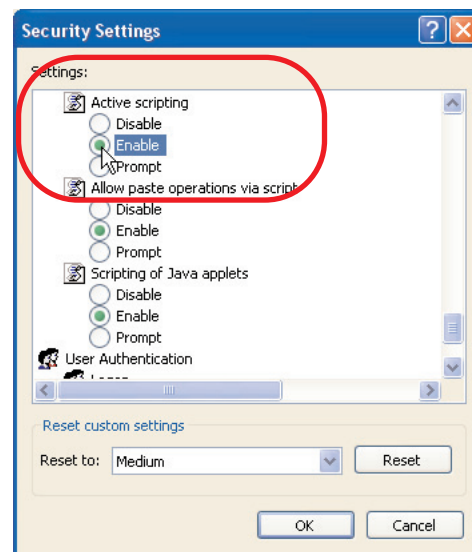 Security Settings
Settings:
Active scripting
Disable
Enable
Prompt
Allow paste operations via script
Disable
Enable
Prompt
Scripting of Java applets
Disable
Enable
Prompt
User Authentication
Reset custom settings
Reset to: Medium Reset
OK Cancel